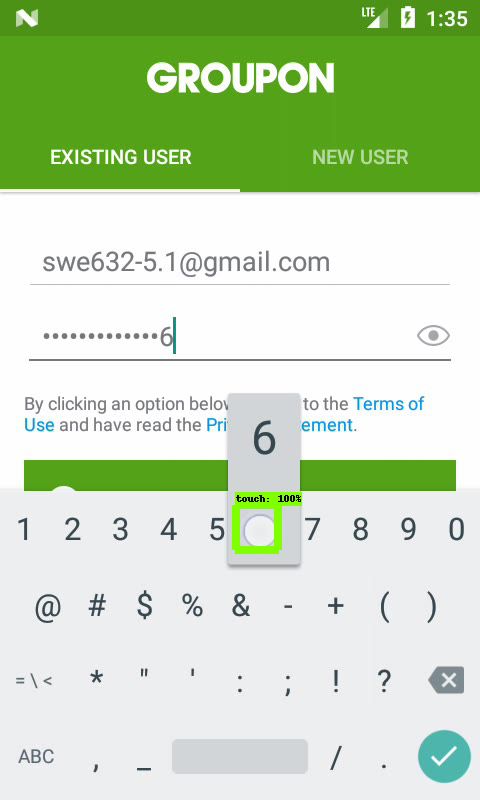 LTE 1:35
GROUPON
EXISTING USER NEW USER
swe632-5.1@gmail.com
•••••••••••••6
By clicking an option below to the Terms of
Use and have read the Pri ement.
6
touch: 100%
1 2 3 4 5 7 8 9 0
@ # $ % & - + ( )
= \ < * " ' : ; ! ?
ABC , _ / .